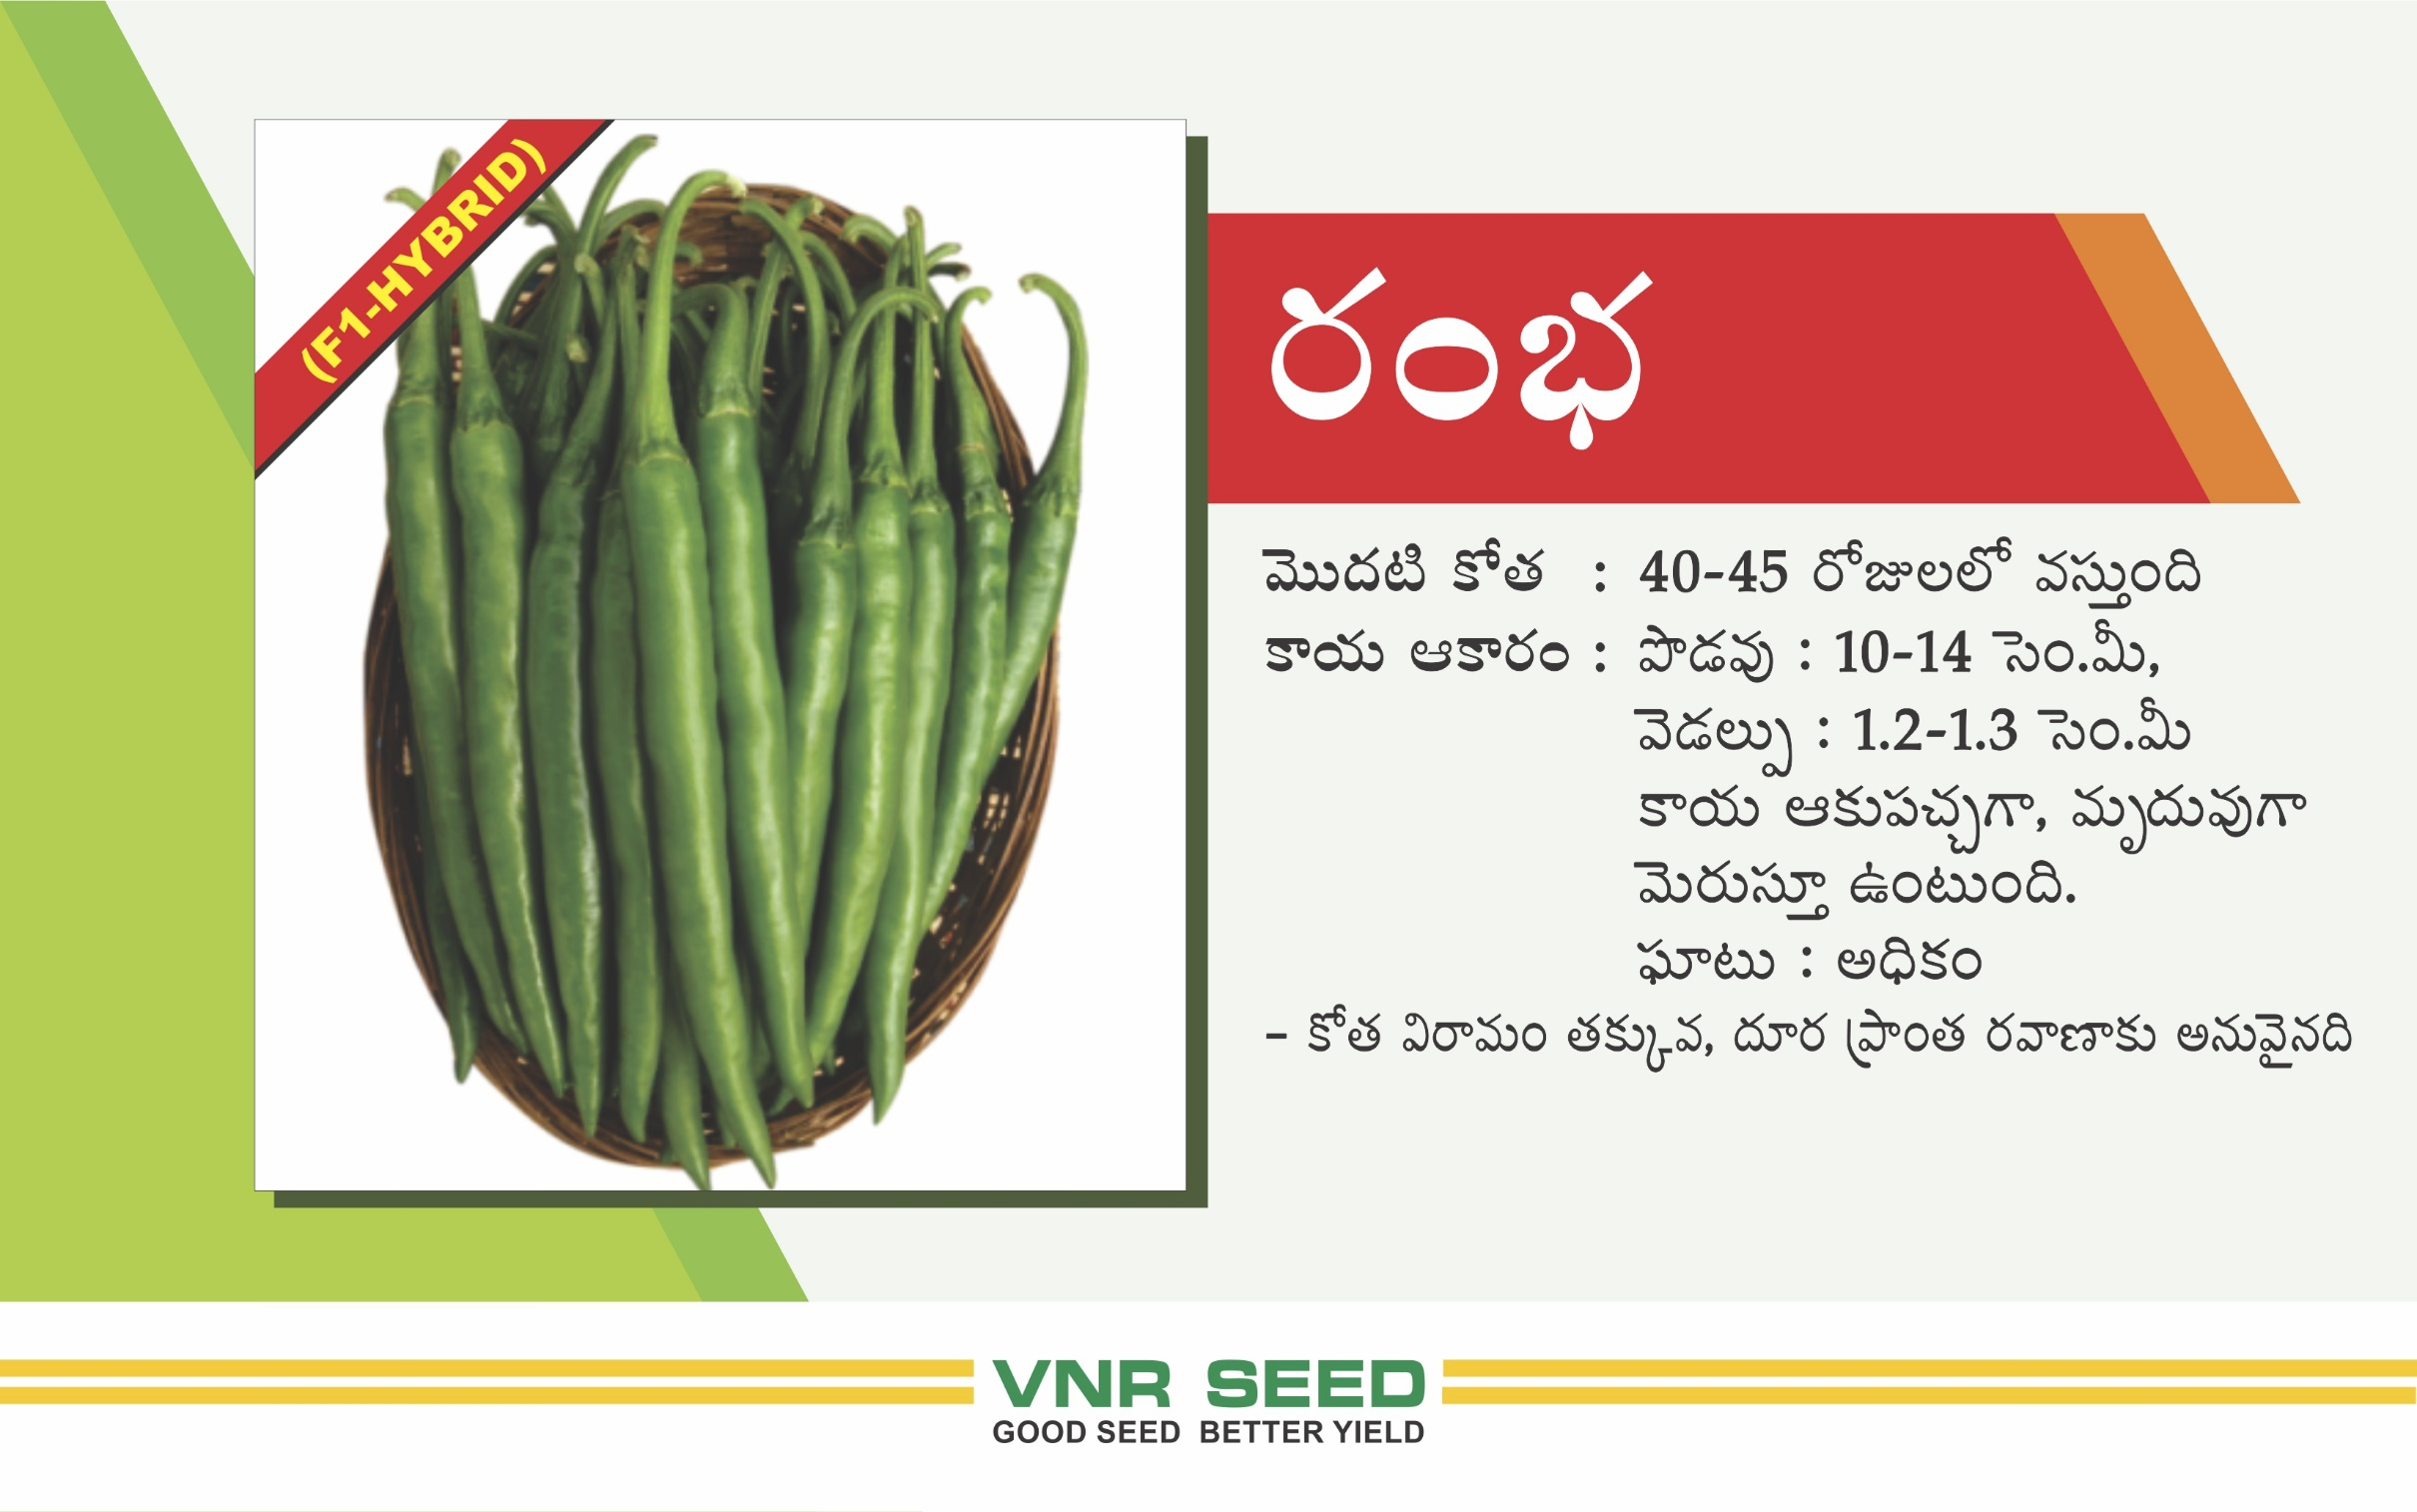 (F1-HYBRID)
రంభ
మొదటి కోత : 40-45 రోజులలో వస్తుంది
కాయ ఆకారం : పొడవు : 10-14 సెం.మీ,
వెడల్పు : 1.2-1.3 సెం.మీ
కాయ ఆకుపచ్చగా, మృదువుగా
మెరుస్తూ ఉంటుంది.
ఘాటు : అధికం
– కోత విరామం తక్కువ, దూర ప్రాంత రవాణాకు అనువైనది
VNR SEED
GOOD SEED BETTER YIELD